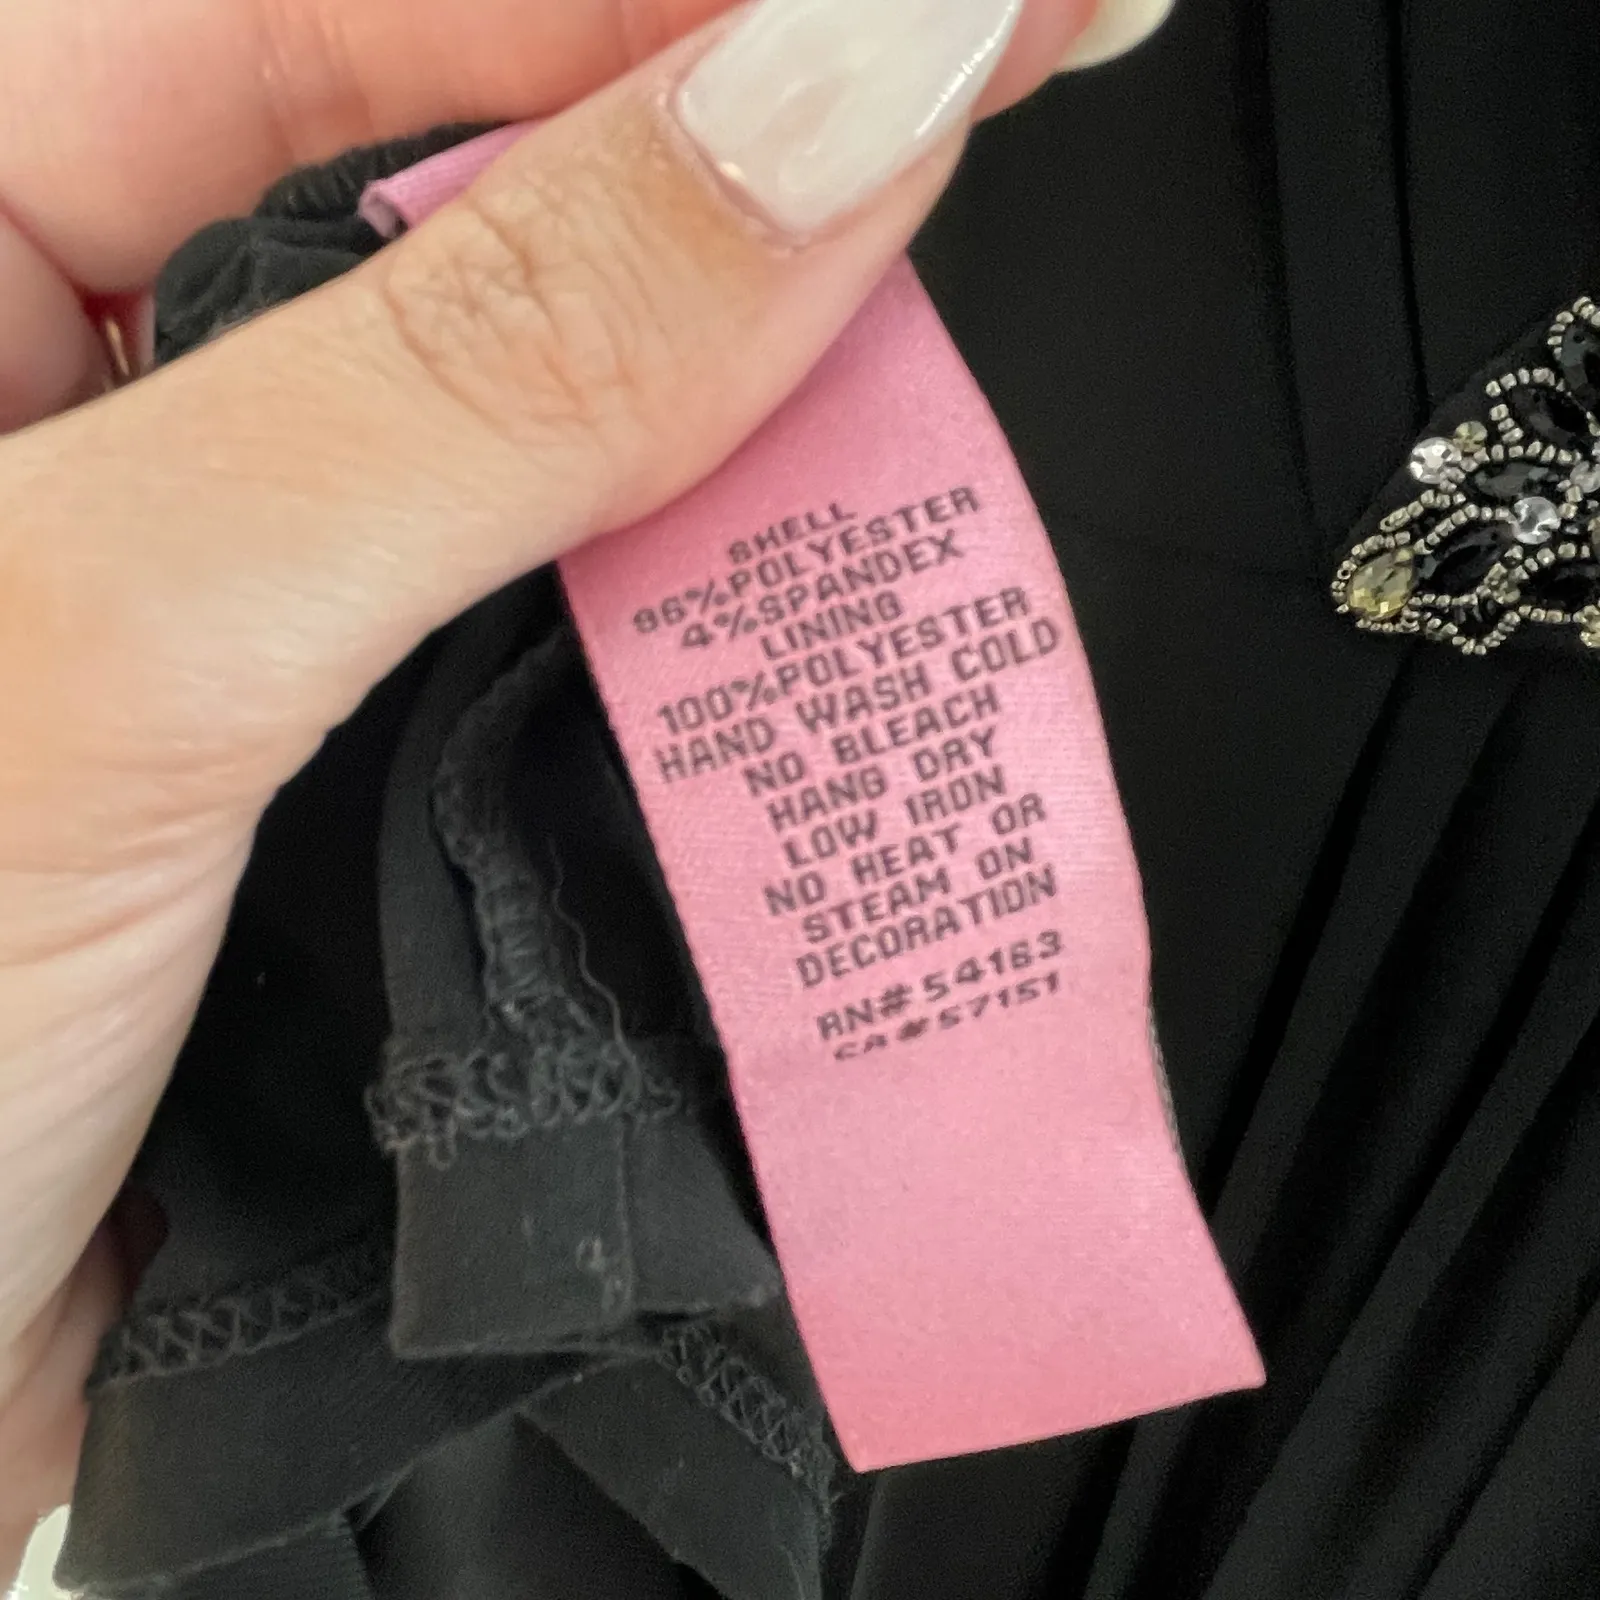 SHELL
96%POLYESTER
4%SPANDEX
LINING
100%POLYESTER
HAND WASH COLD
NO BLEACH
HANG DRY
LOW IRON
NO HEAT OR
STEAM ON
DECORATION
RN#54163
CA#57151